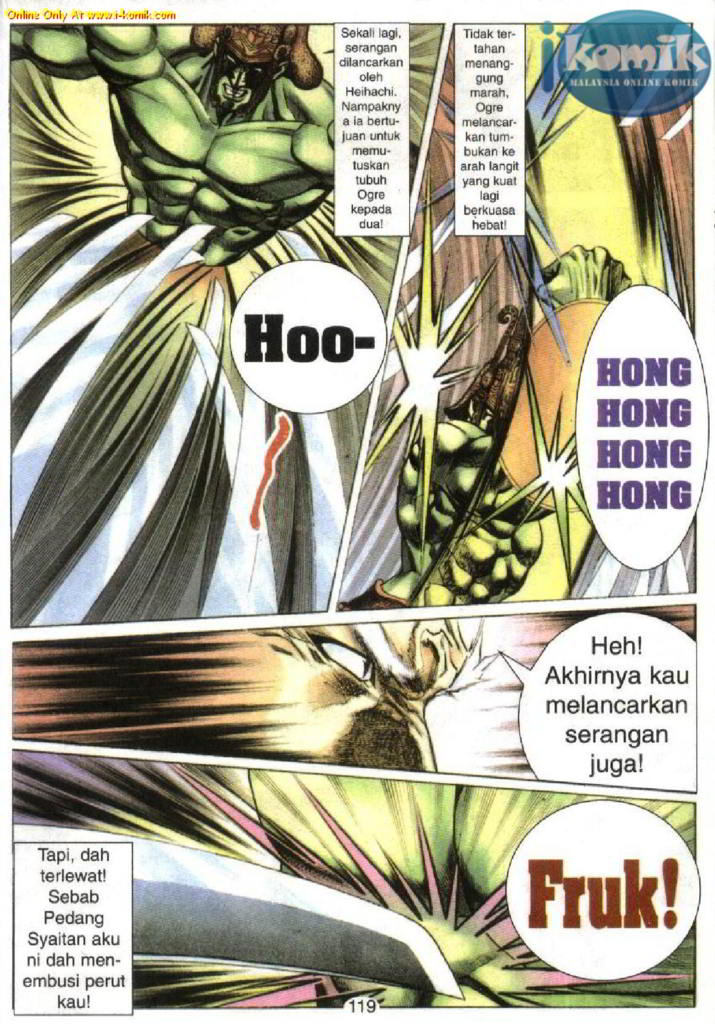 Online Only At www.i-komik.com
ikomik
MALAYSIA ONLINE KOMIK
Sekali lagi,
serangan
dilancarkan
oleh
Heihachi.
Nampakny
a ia bertu-
juan untuk
memu-
tuskan
tubuh
Ogre
kepada
dua!
Tidak ter-
tahan
menang-
gung
marah,
Ogre
melancar-
kan tum-
bukan ke
arah langit
yang kuat
lagi
berkuasa
hebat!
Hoo-
HONG
HONG
HONG
HONG
Heh!
Akhirnya kau
melancarkan
serangan
juga!
Tapi, dah
terlewat!
Sebab
Pedang
Syaitan aku
ni dah men-
embusi perut
kau!
Fruk!
119